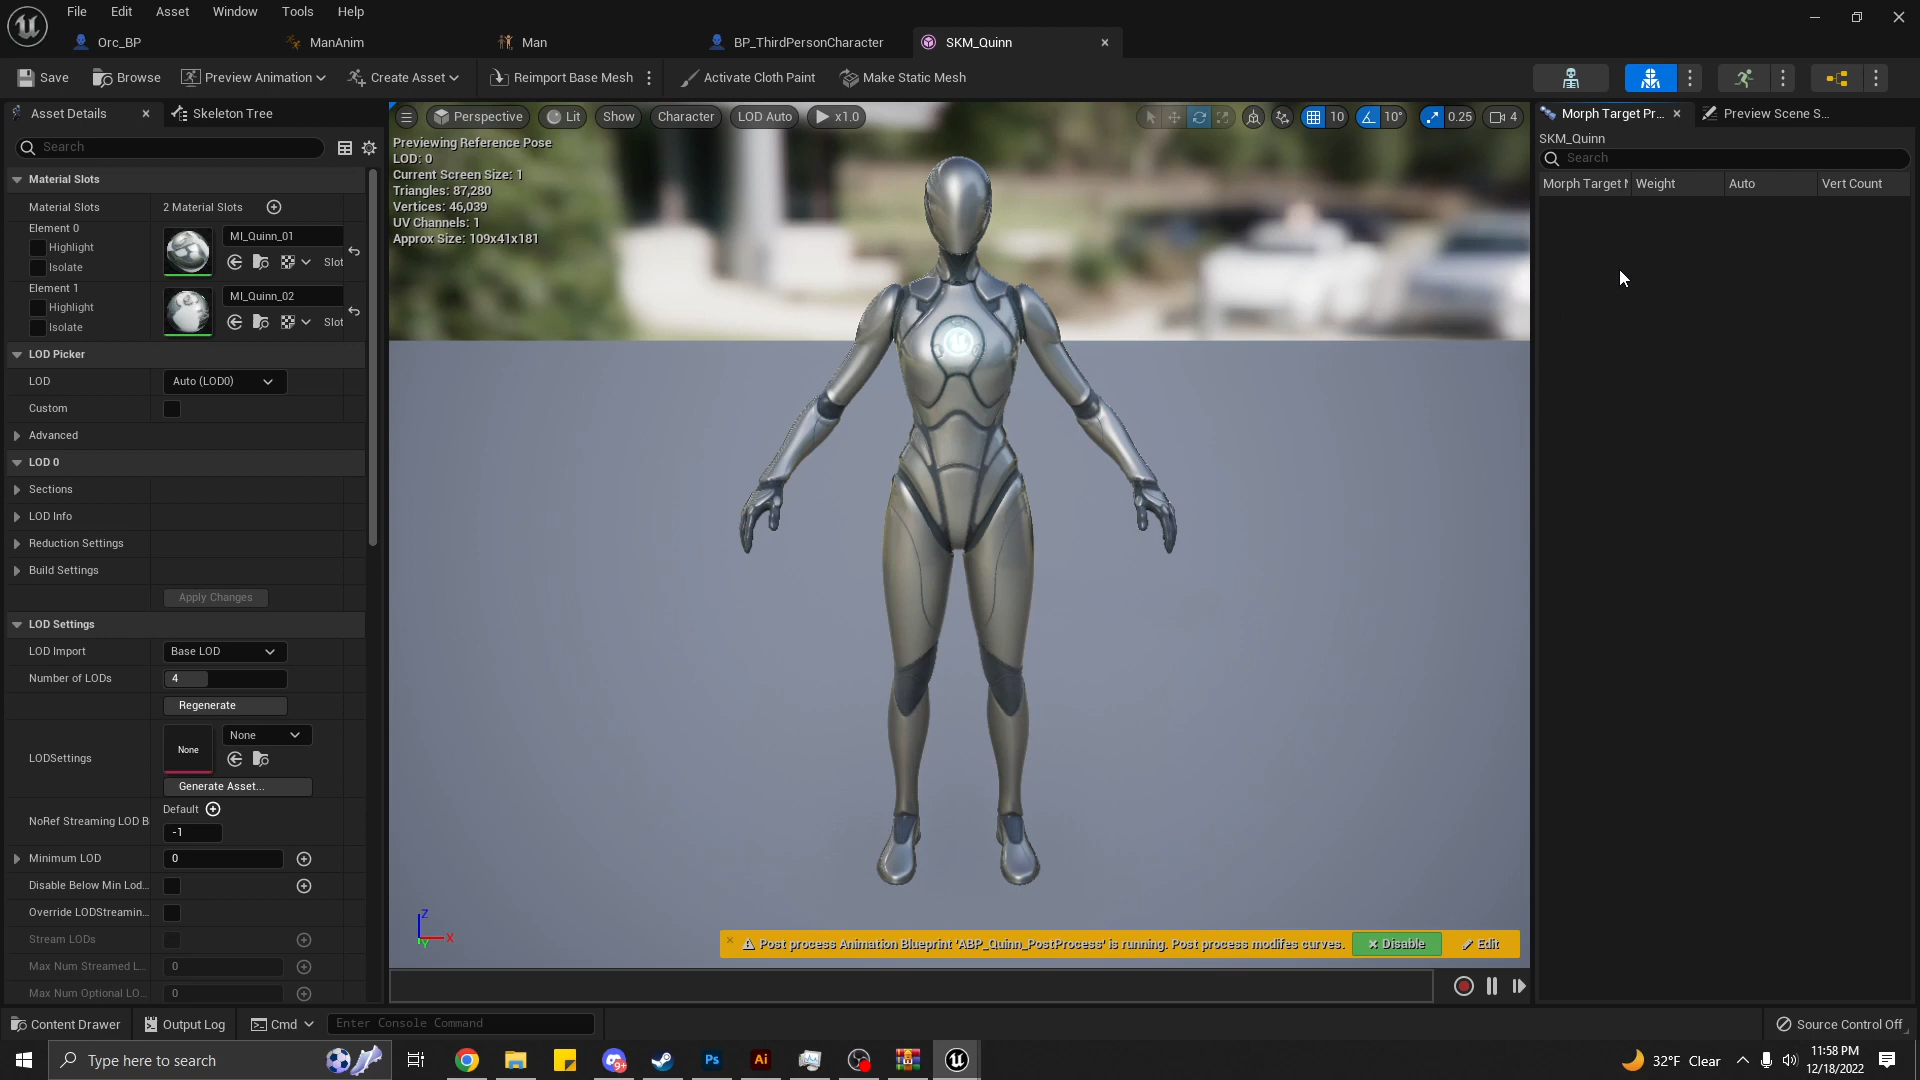 File Edit Asset Window Tools Help
Orc_BP ManAnim Man BP_ThirdPersonCharacter SKM_Quinn
Save Browse Preview Animation Create Asset Reimport Base Mesh Activate Cloth Paint Make Static Mesh
Asset Details Skeleton Tree
Search
Material Slots
Material Slots 2 Material Slots
Element 0
Highlight
Isolate
MI_Quinn_01
Slot
Element 1
Highlight
Isolate
MI_Quinn_02
Slot
LOD Picker
LOD Auto (LOD0)
Custom
Advanced
LOD 0
Sections
LOD Info
Reduction Settings
Build Settings
Apply Changes
LOD Settings
LOD Import Base LOD
Number of LODs 4
Regenerate
LODSettings None None
Generate Asset...
NoRef Streaming LOD B Default
-1
Minimum LOD 0
Disable Below Min Lod...
Override LODStreamin...
Stream LODs
Max Num Streamed L... 0
Max Num Optional LO... 0
Perspective Lit Show Character LOD Auto x1.0 10 10° 0.25 4
Previewing Reference Pose
LOD: 0
Current Screen Size: 1
Triangles: 87,280
Vertices: 46,039
UV Channels: 1
Approx Size: 109x41x181
Z
X
Y
Post process Animation Blueprint 'ABP_Quinn_PostProcess' is running. Post process modifes curves. Disable Edit
Morph Target Pr... Preview Scene S...
SKM_Quinn
Search
Morph Target N Weight Auto Vert Count
Content Drawer Output Log Cmd Enter Console Command Source Control Off
Type here to search
9+
Ps
Ai
32°F Clear
11:58 PM
12/18/2022